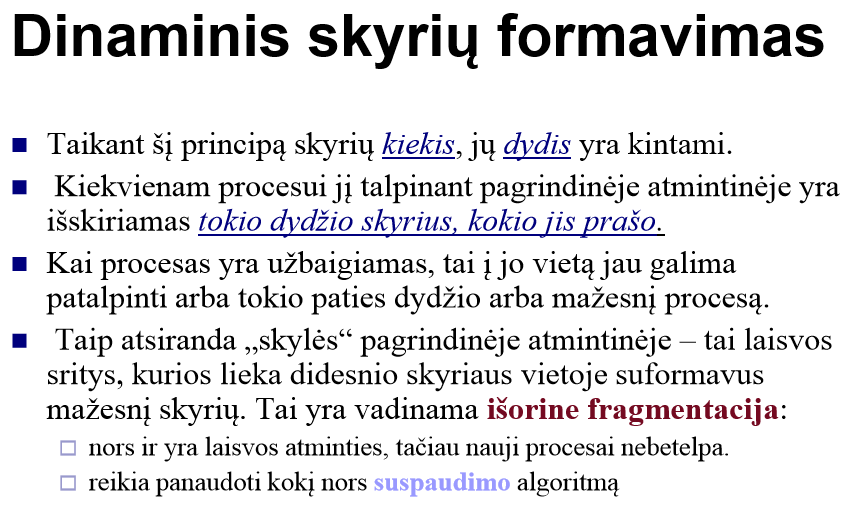 Dinaminis skyrių formavimas
Taikant šį principą skyrių kiekis, jų dydis yra kintami.
Kiekvienam procesui jį talpinant pagrindinėje atmintinėje yra
išskiriamas tokio dydžio skyrius, kokio jis prašo.
Kai procesas yra užbaigiamas, tai į jo vietą jau galima
patalpinti arba tokio paties dydžio arba mažesnį procesą.
Taip atsiranda „skylės“ pagrindinėje atmintinėje – tai laisvos
sritys, kurios lieka didesnio skyriaus vietoje suformavus
mažesnį skyrių. Tai yra vadinama išorine fragmentacija:
nors ir yra laisvos atminties, tačiau nauji procesai nebetelpa.
reikia panaudoti kokį nors suspaudimo algoritmą